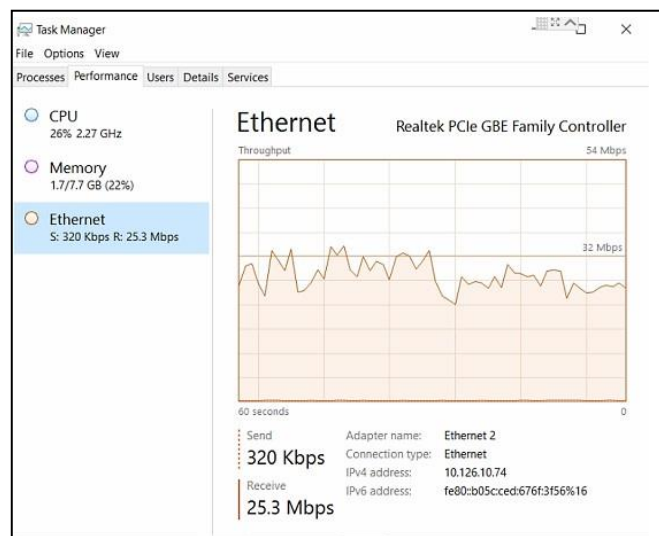 Task Manager
File Options View
Processes Performance Users Details Services
CPU
26% 2.27 GHz
Memory
1.7/7.7 GB (22%)
Ethernet
S: 320 Kbps R: 25.3 Mbps
Ethernet Realtek PCIe GBE Family Controller
Throughput 54 Mbps
32 Mbps
60 seconds 0
Send
320 Kbps
Receive
25.3 Mbps
Adapter name: Ethernet 2
Connection type: Ethernet
IPv4 address: 10.126.10.74
IPv6 address: fe80::b05c:ced:676f:3f56%16